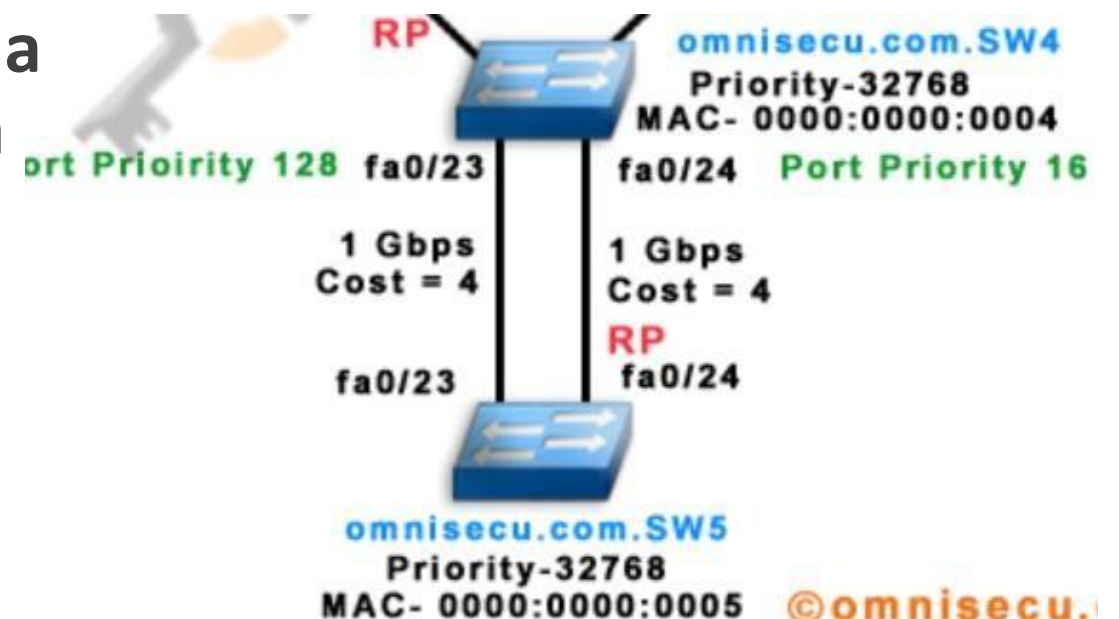 a
RP
omnisecu.com.SW4
Priority-32768
MAC- 0000:0000:0004
ort Prioirity 128 fa0/23 fa0/24 Port Priority 16
1 Gbps
Cost = 4
1 Gbps
Cost = 4
RP
fa0/23 fa0/24
omnisecu.com.SW5
Priority-32768
MAC- 0000:0000:0005
©omnisecu.